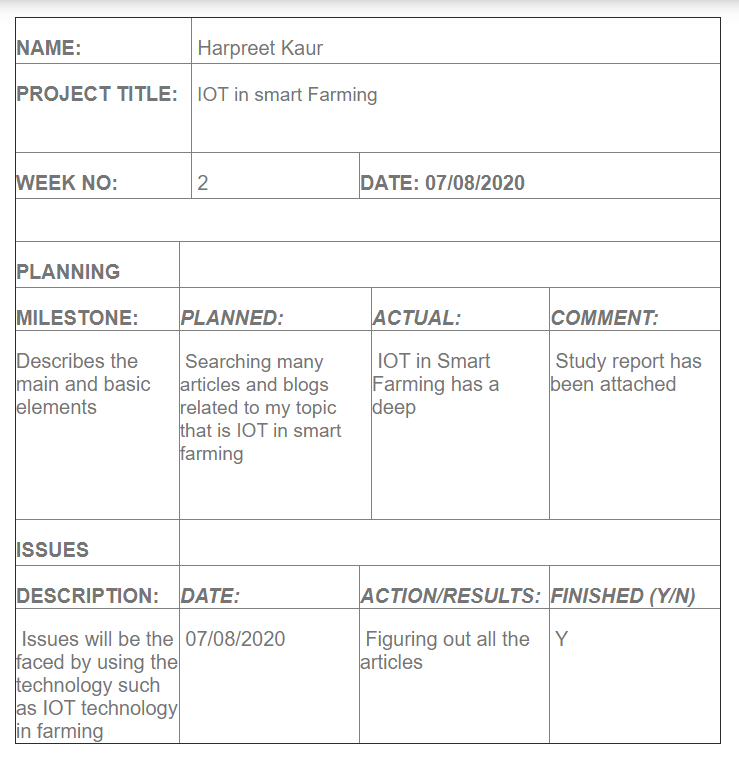 NAME: Harpreet Kaur
PROJECT TITLE: IOT in smart Farming
WEEK NO: 2 DATE: 07/08/2020
PLANNING
MILESTONE: PLANNED: ACTUAL: COMMENT:
Describes the
main and basic
elements
Searching many
articles and blogs
related to my topic
that is IOT in smart
farming
IOT in Smart
Farming has a
deep
Study report has
been attached
ISSUES
DESCRIPTION: DATE: ACTION/RESULTS: FINISHED (Y/N)
Issues will be the
faced by using the
technology such
as IOT technology
in farming
07/08/2020
Figuring out all the
articles
Y